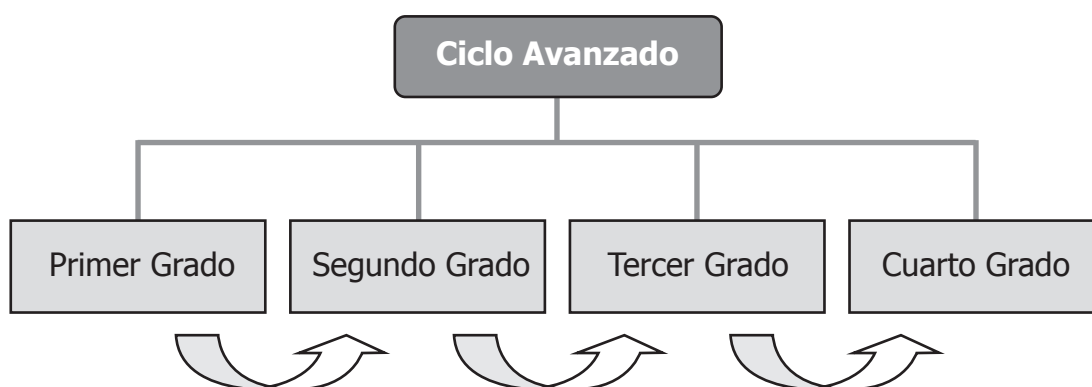 Ciclo Avanzado
Primer Grado
Segundo Grado
Tercer Grado
Cuarto Grado